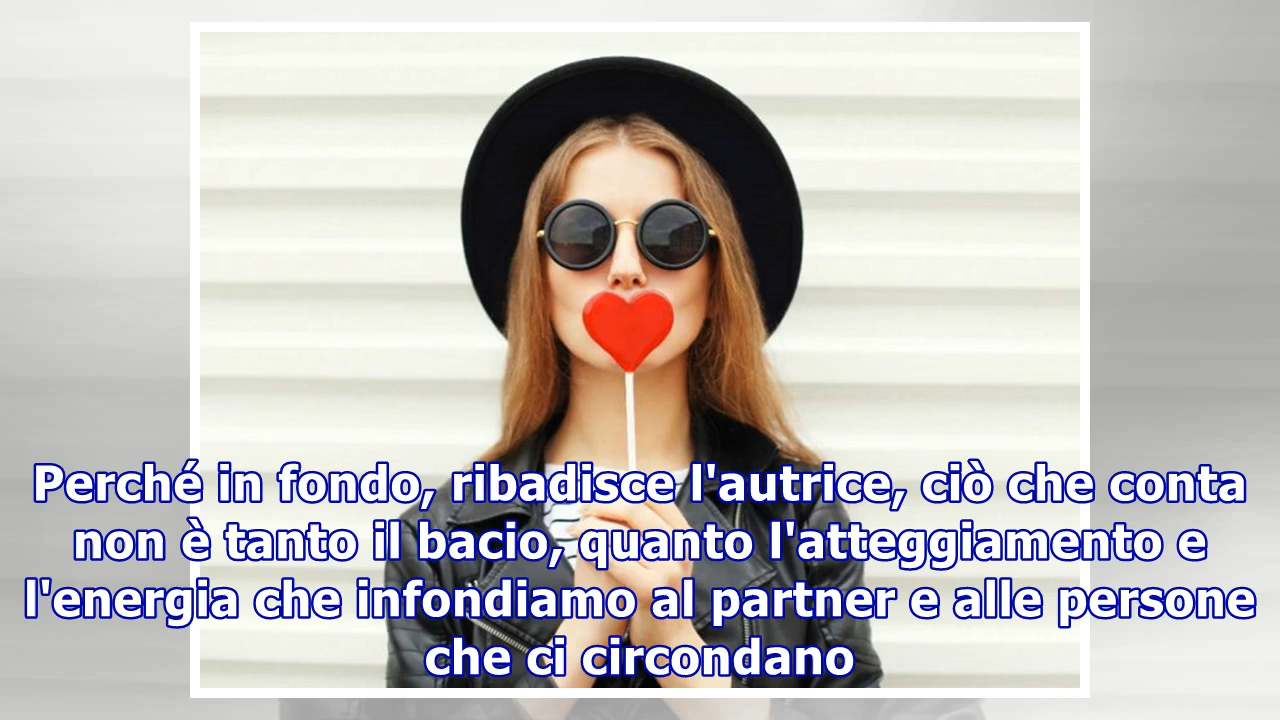 Perché in fondo, ribadisce l'autrice, ciò che conta
non è tanto il bacio, quanto l'atteggiamento e
l'energia che infondiamo al partner e alle persone
che ci circondano